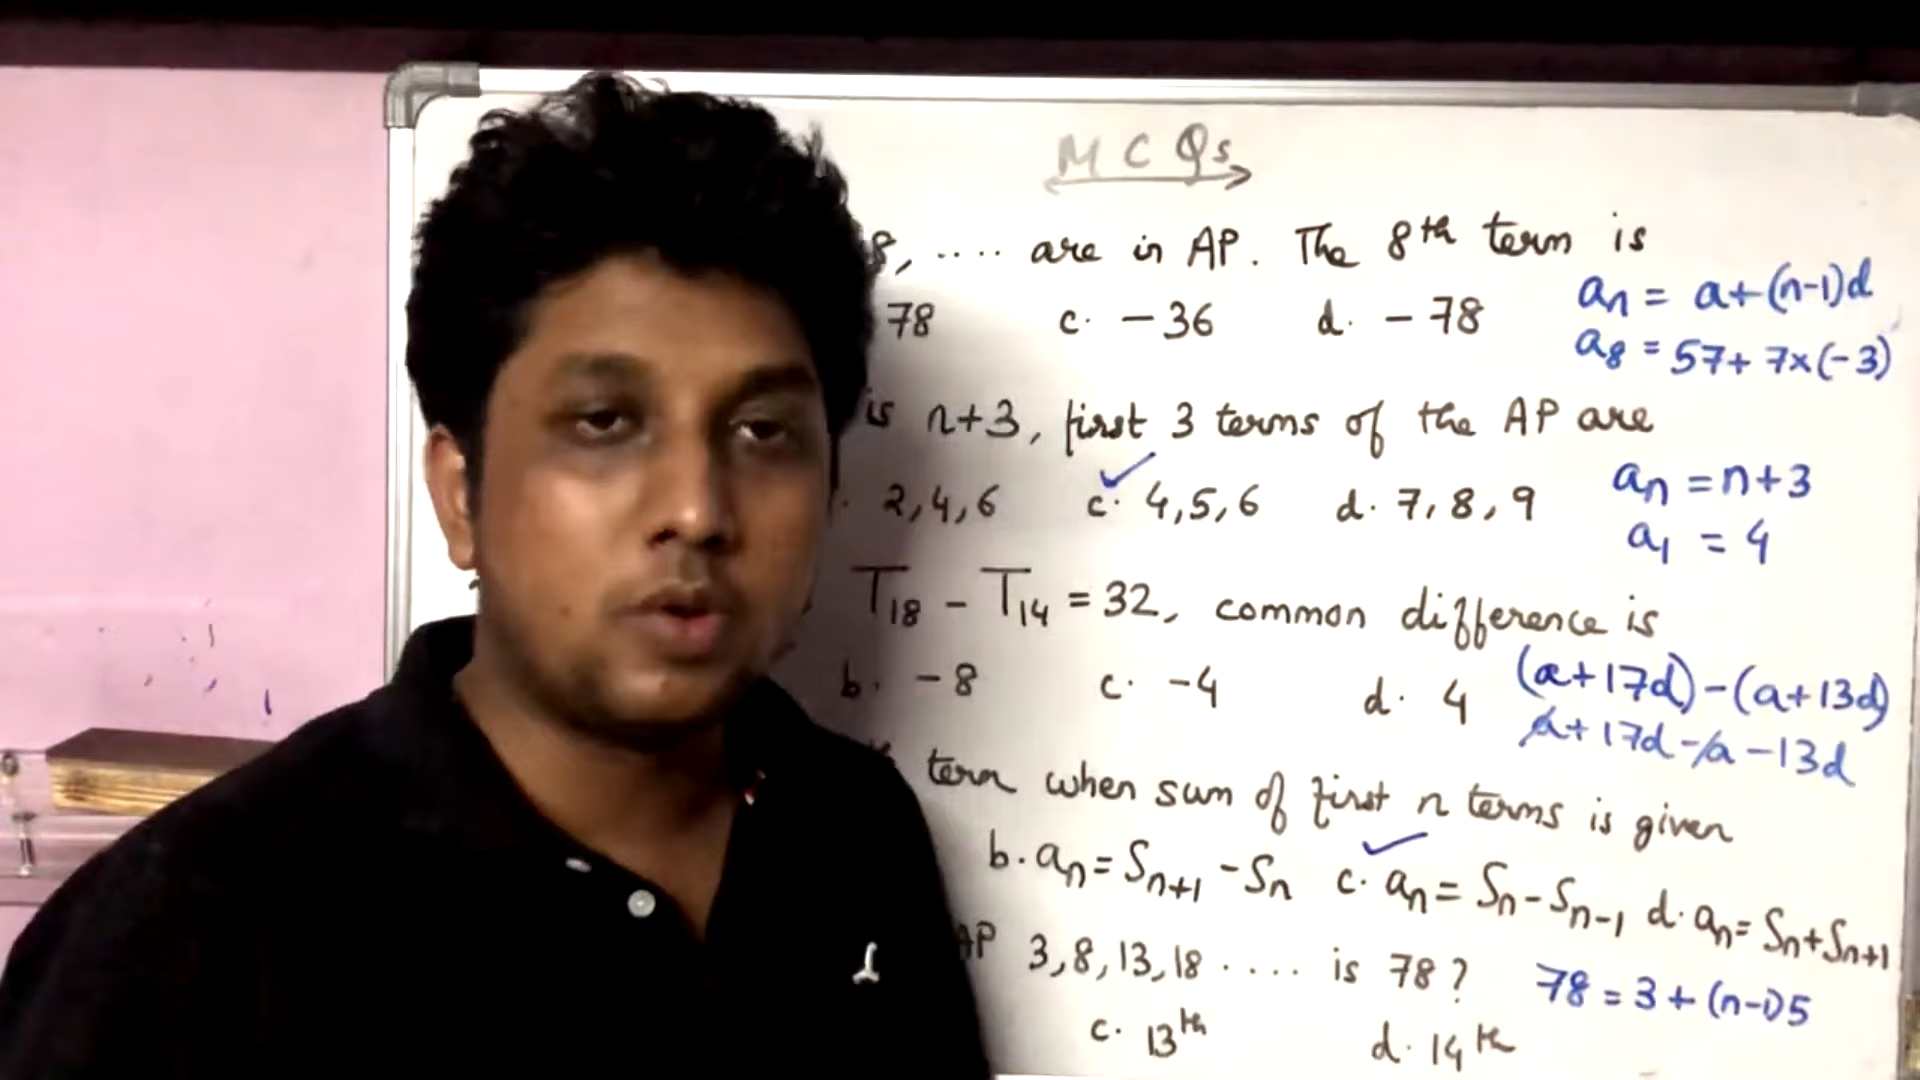 MCQs
8, .... are in AP. The 8th term is
an = a+(n-1)d
78 c. -36 d. -78
a8 = 57+ 7x(-3)
is n+3, first 3 terms of the AP are
2,4,6 c. 4,5,6 d. 7,8,9
an = n+3
a1 = 4
T18 - T14 = 32, common difference is
b. -8 c. -4 d. 4
(a+17d)-(a+13d)
a+17d-a-13d
term when sum of first n terms is given
b. an = Sn+1 - Sn c. an = Sn - Sn-1 d. an = Sn + Sn+1
AP 3,8,13,18 .... is 78?
78 = 3 + (n-1)5
c. 13th d. 14th